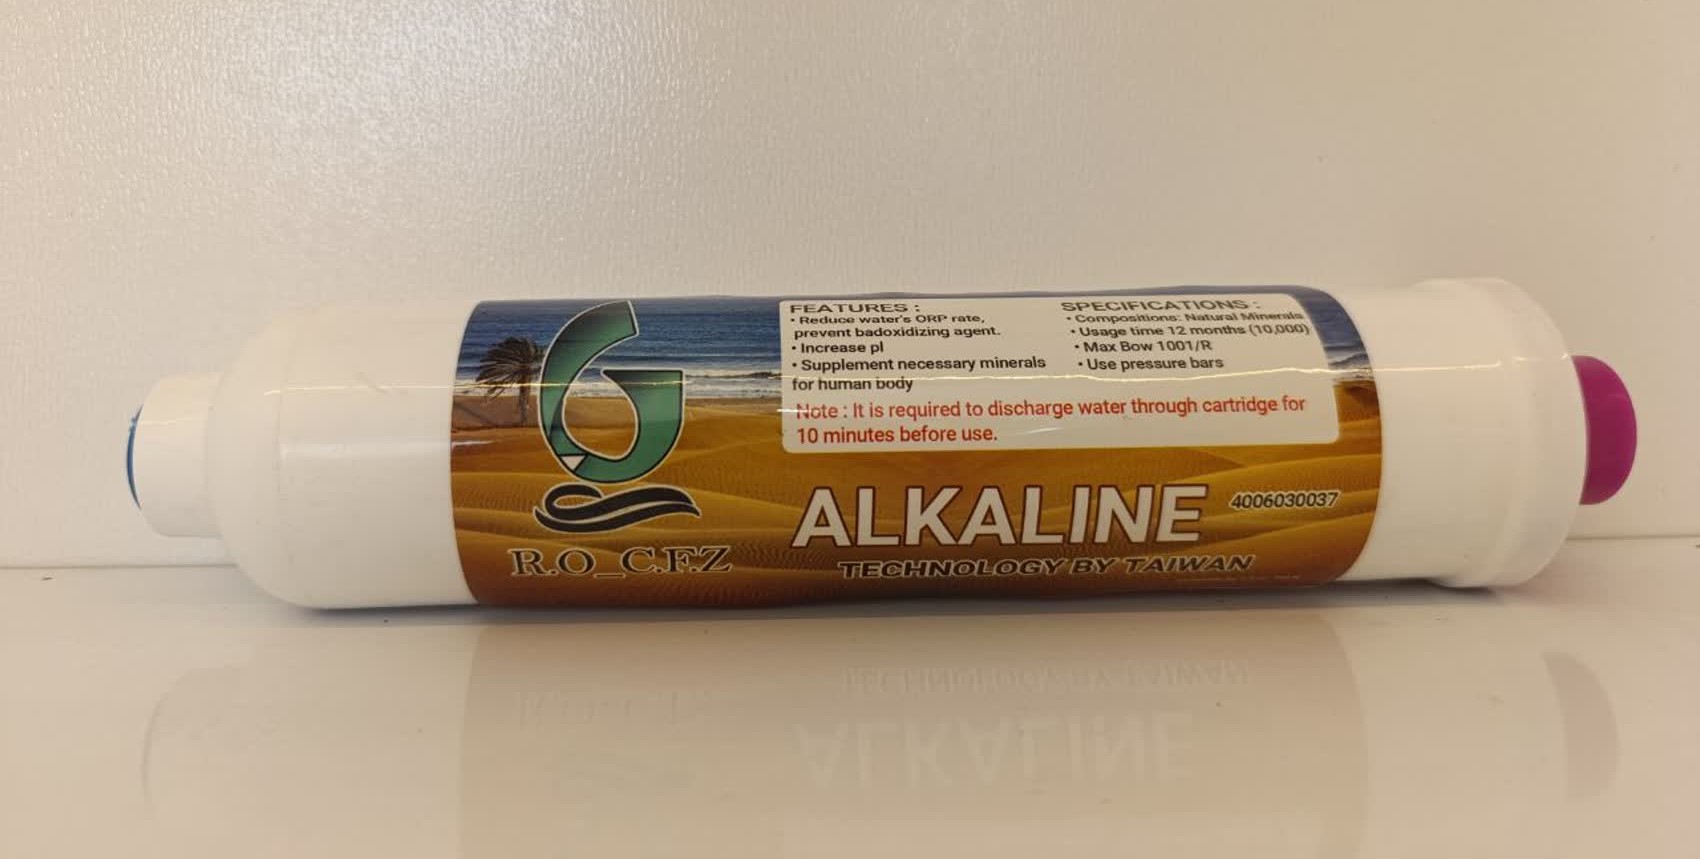 FEATURES :
• Reduce water's ORP rate,
prevent badoxidizing agent.
• Increase pl
• Supplement necessary minerals
for human body
SPECIFICATIONS :
• Compositions: Natural Minerals
• Usage time 12 months (10,000)
• Max Bow 1001/R
• Use pressure bars
Note : It is required to discharge water through cartridge for
10 minutes before use.
ALKALINE
4006030037
TECHNOLOGY BY TAIWAN
R.O_C.F.Z